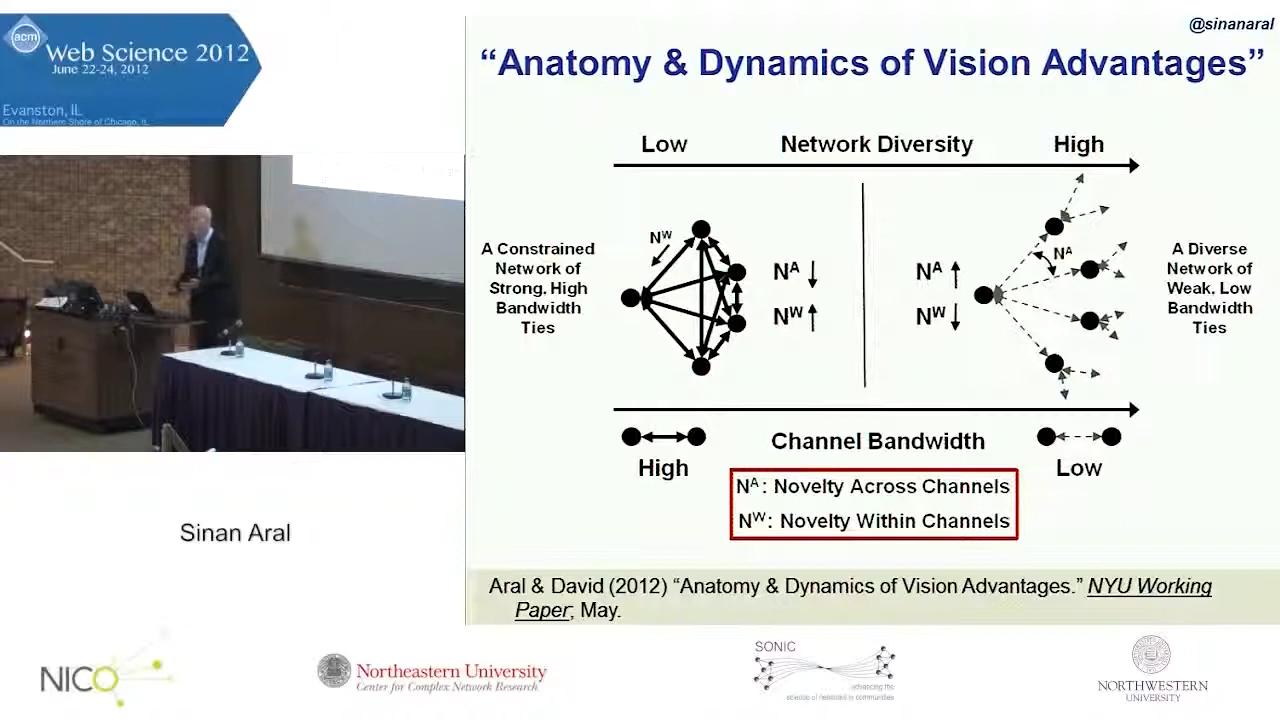 acm
Web Science 2012
June 22-24, 2012
Evanston, IL
On the Northern Shore of Chicago, IL
Sinan Aral
@sinanaral
“Anatomy & Dynamics of Vision Advantages”
Low Network Diversity High
A Constrained
Network of
Strong, High
Bandwidth
Ties
Nᵂ
Nᴬ ↓
Nᵂ ↑
Nᴬ ↑
Nᵂ ↓
Nᴬ
A Diverse
Network of
Weak, Low
Bandwidth
Ties
Channel Bandwidth
High Low
Nᴬ: Novelty Across Channels
Nᵂ: Novelty Within Channels
Aral & David (2012) “Anatomy & Dynamics of Vision Advantages.” NYU Working
Paper; May.
NICO
Northeastern University
Center for Complex Network Research
SONIC
advancing the
science of networks in communities
NORTHWESTERN
UNIVERSITY